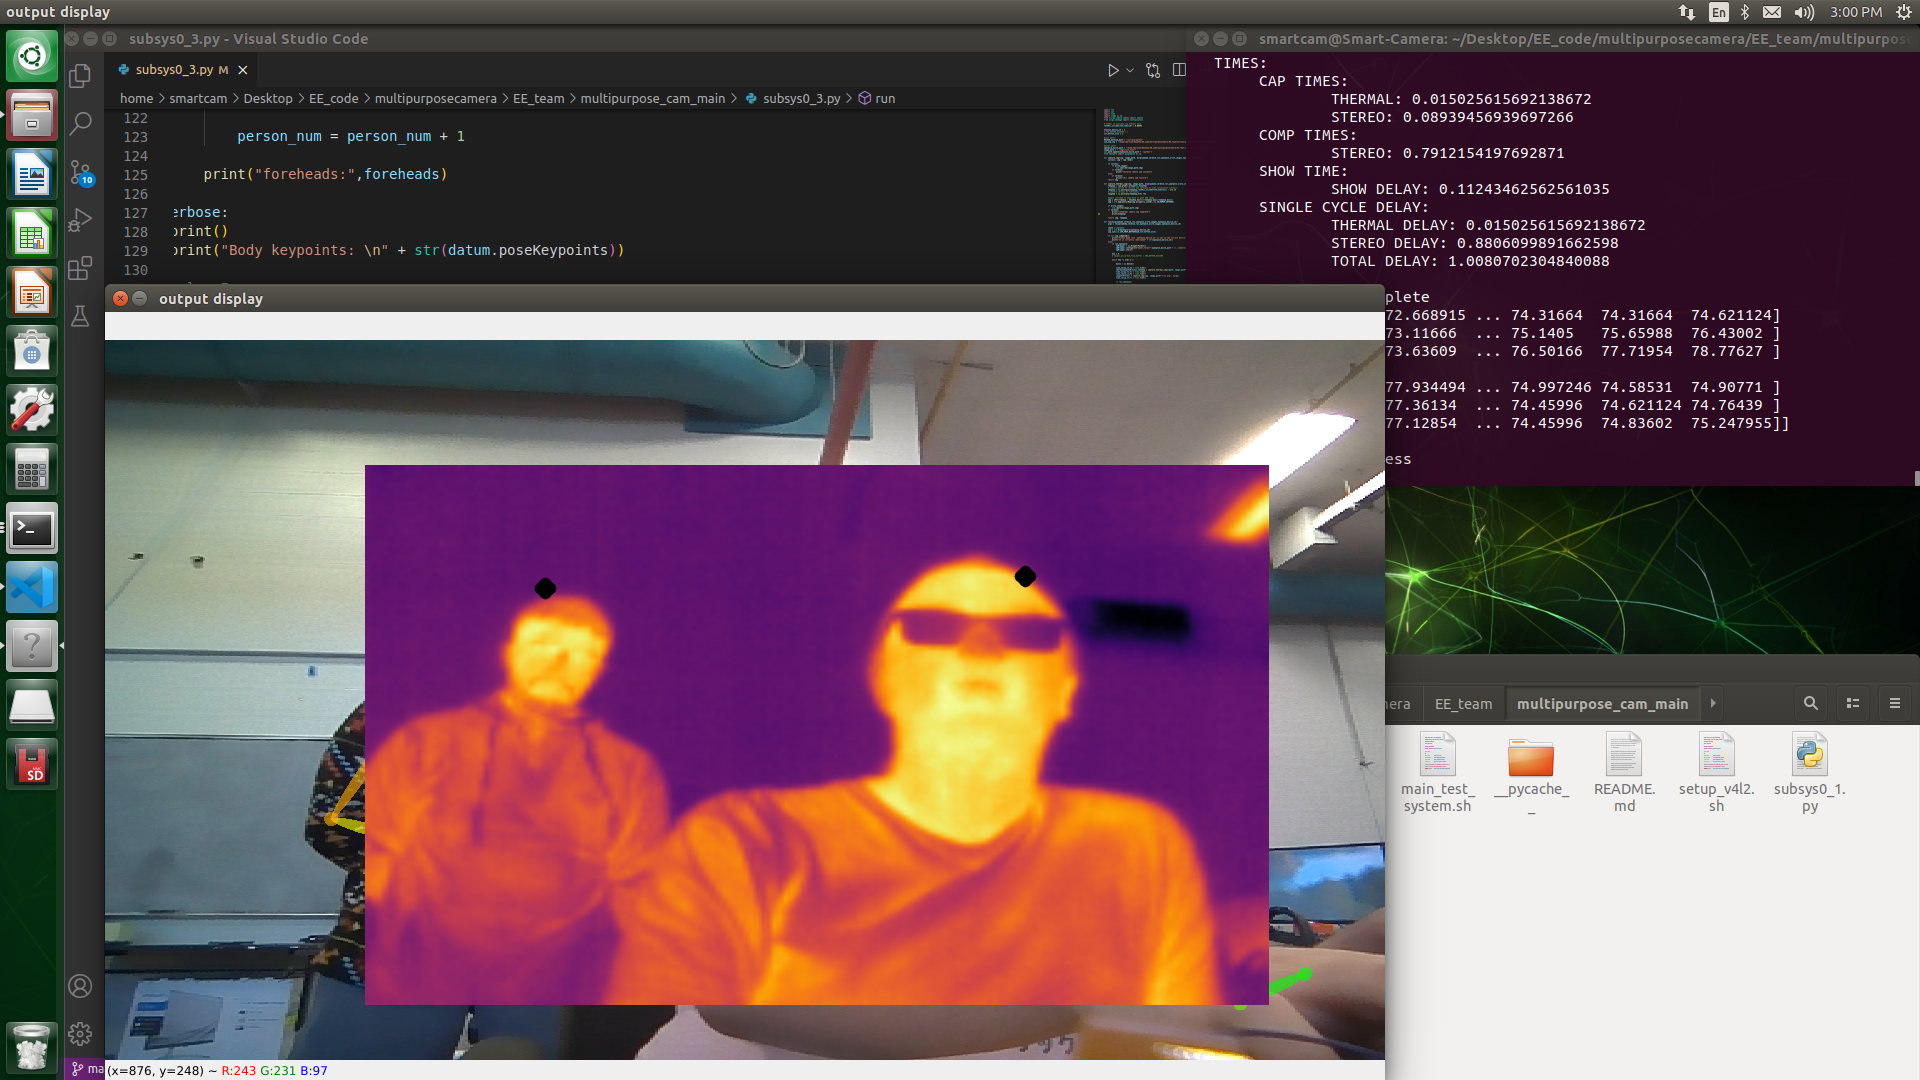 output display
En
3:00 PM
subsys0_3.py - Visual Studio Code
smartcam@Smart-Camera: ~/Desktop/EE_code/multipurposecamera/EE_team/multipurpose
subsys0_3.py M
home > smartcam > Desktop > EE_code > multipurposecamera > EE_team > multipurpose_cam_main > subsys0_3.py > run
122
123 person_num = person_num + 1
124
125 print("foreheads:",foreheads)
126
127 erbose:
128 print()
129 print("Body keypoints: \n" + str(datum.poseKeypoints))
130
TIMES:
CAP TIMES:
THERMAL: 0.015025615692138672
STEREO: 0.08939456939697266
COMP TIMES:
STEREO: 0.7912154197692871
SHOW TIME:
SHOW DELAY: 0.11243462562561035
SINGLE CYCLE DELAY:
THERMAL DELAY: 0.015025615692138672
STEREO DELAY: 0.8806099891662598
TOTAL DELAY: 1.0080702304840088
plete
72.668915 ... 74.31664 74.31664 74.621124]
73.11666 ... 75.1405 75.65988 76.43002 ]
73.63609 ... 76.50166 77.71954 78.77627 ]
77.934494 ... 74.997246 74.58531 74.90771 ]
77.36134 ... 74.45996 74.621124 74.76439 ]
77.12854 ... 74.45996 74.83602 75.247955]]
ess
10
output display
SD
era
EE_team
multipurpose_cam_main
main_test_
system.sh
__pycache_
_
README.
md
setup_v4l2.
sh
subsys0_1.
py
ma
(x=876, y=248) ~ R:243 G:231 B:97